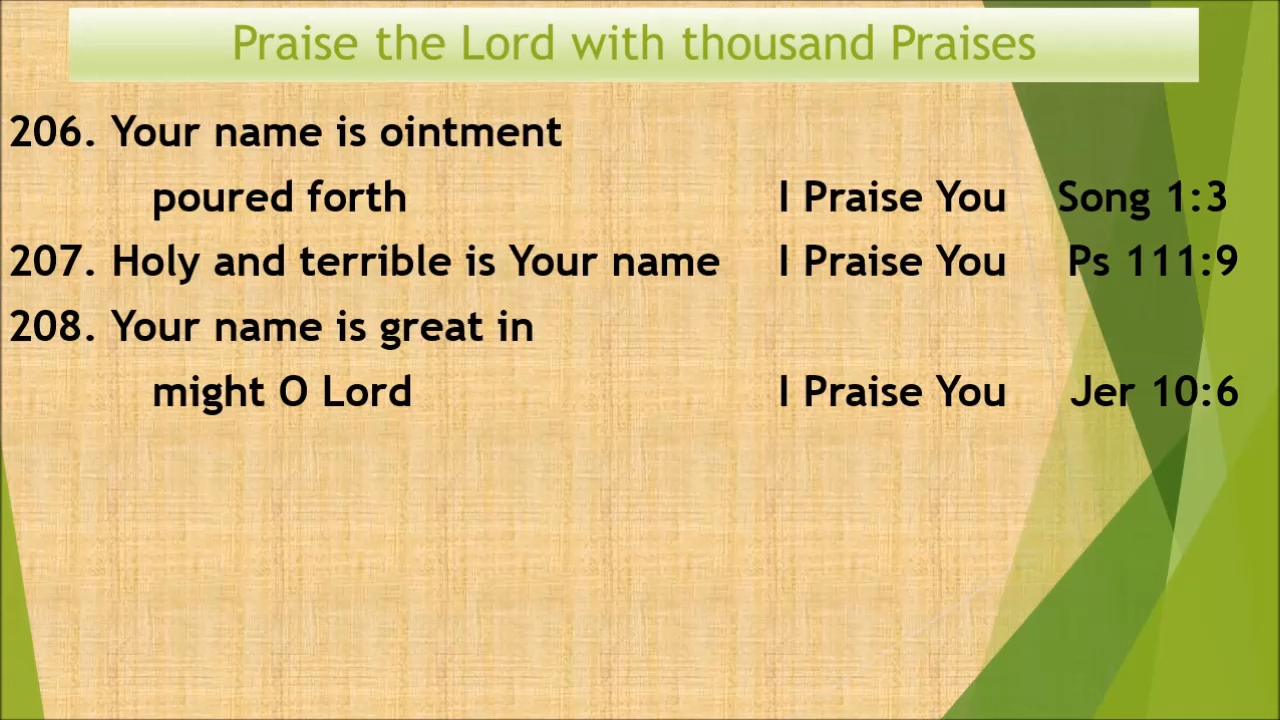 Praise the Lord with thousand Praises
206. Your name is ointment
poured forth I Praise You Song 1:3
207. Holy and terrible is Your name I Praise You Ps 111:9
208. Your name is great in
might O Lord I Praise You Jer 10:6